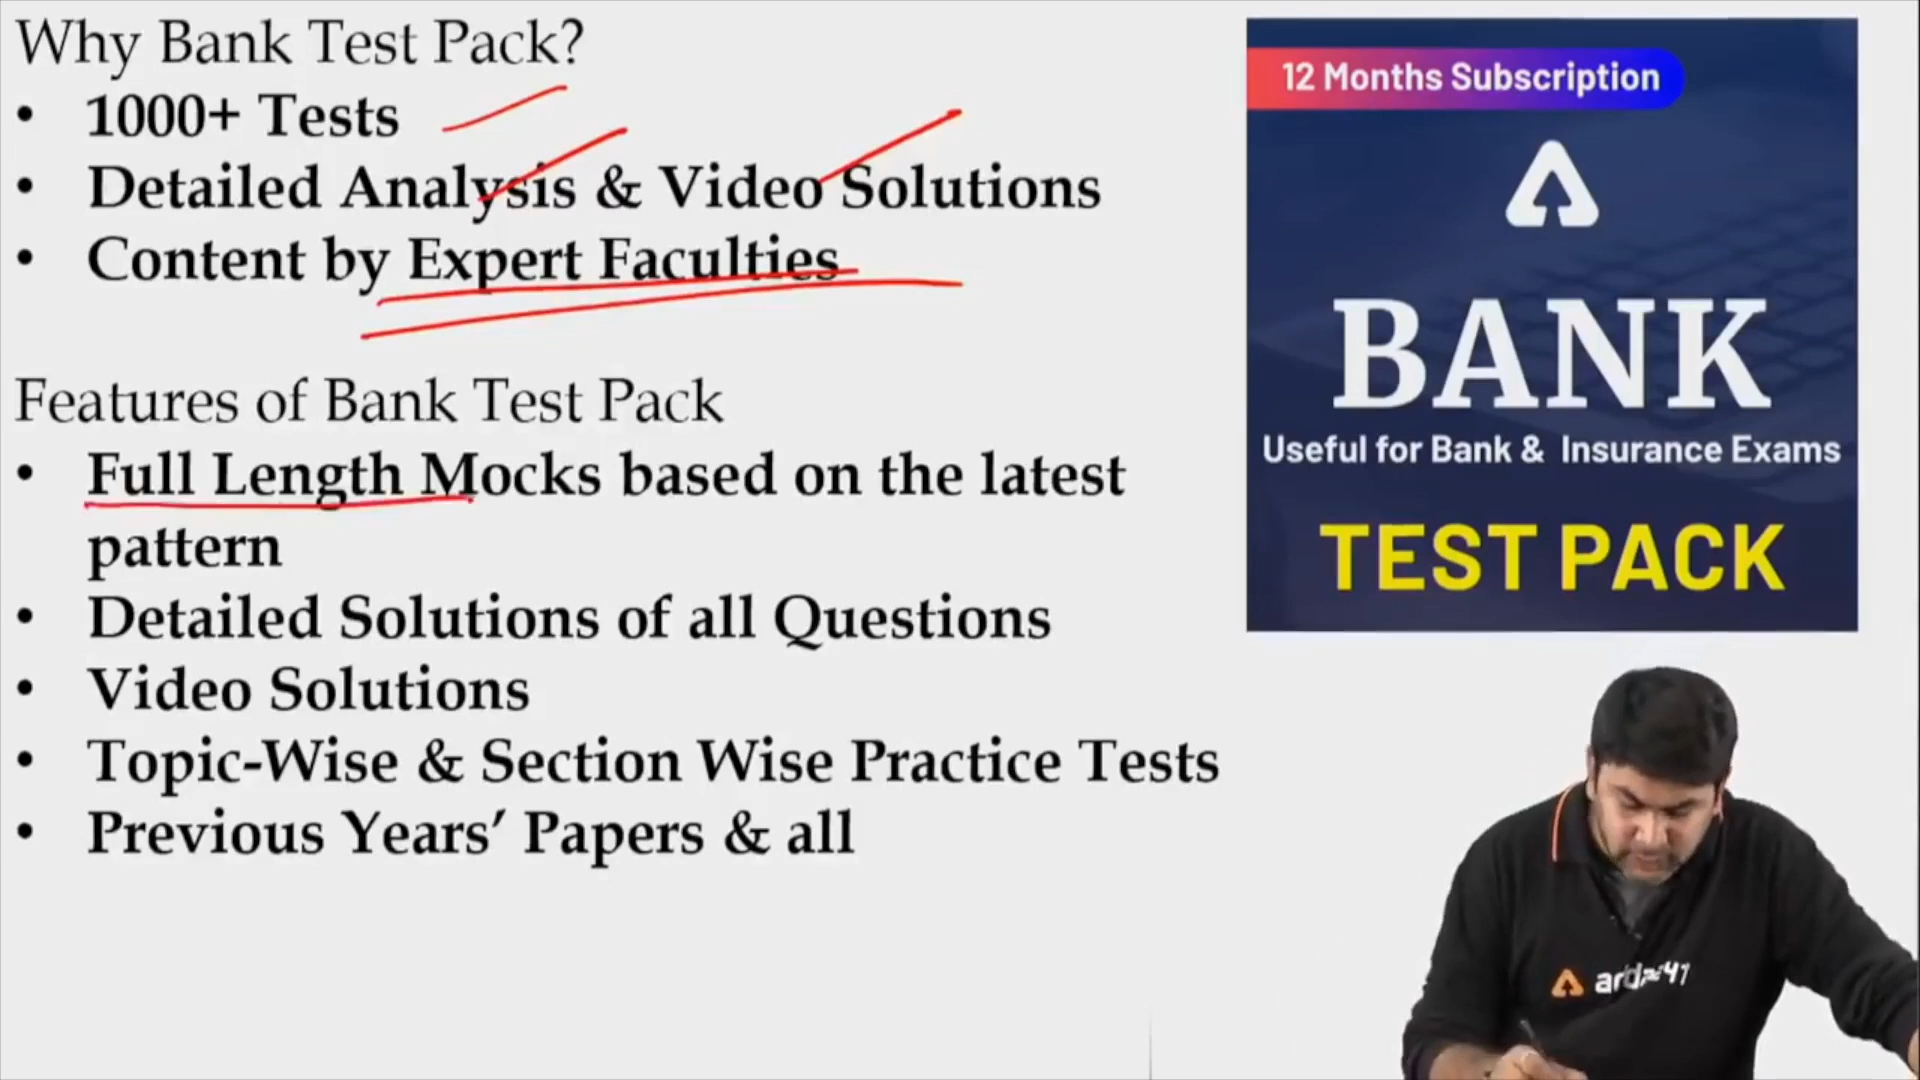 Why Bank Test Pack?
• 1000+ Tests
• Detailed Analysis & Video Solutions
• Content by Expert Faculties
Features of Bank Test Pack
• Full Length Mocks based on the latest
pattern
• Detailed Solutions of all Questions
• Video Solutions
• Topic-Wise & Section Wise Practice Tests
• Previous Years’ Papers & all
12 Months Subscription
BANK
Useful for Bank & Insurance Exams
TEST PACK